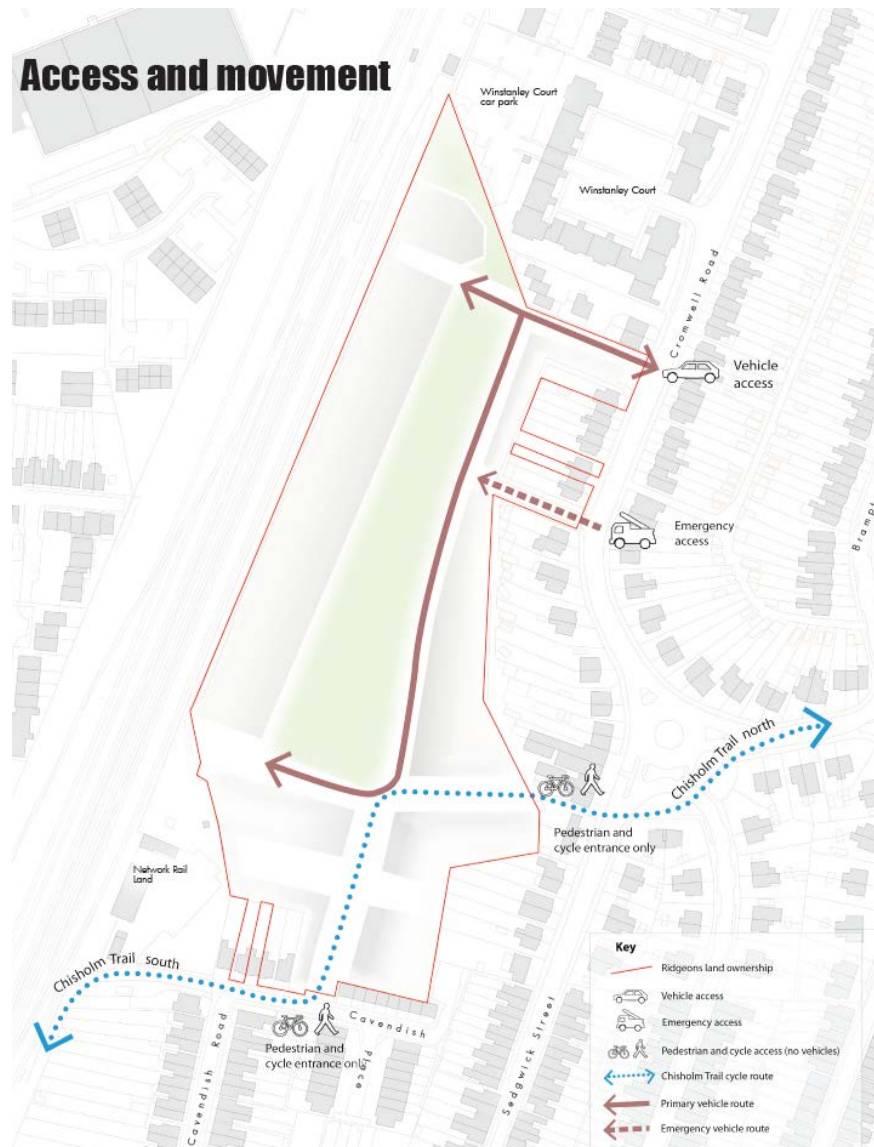 Access and movement
Winstanley Court
car park
Winstanley Court
Cromwell Road
Vehicle
access
Emergency
access
Chisholm Trail north
Pedestrian and
cycle entrance only
Network Rail
Land
Chisholm Trail south
Cavendish
Place
Pedestrian and
cycle entrance only
Cavendish Road
Sedgwick Street
Key
Ridgeons land ownership
Vehicle access
Emergency access
Pedestrian and cycle access (no vehicles)
Chisholm Trail cycle route
Primary vehicle route
Emergency vehicle route